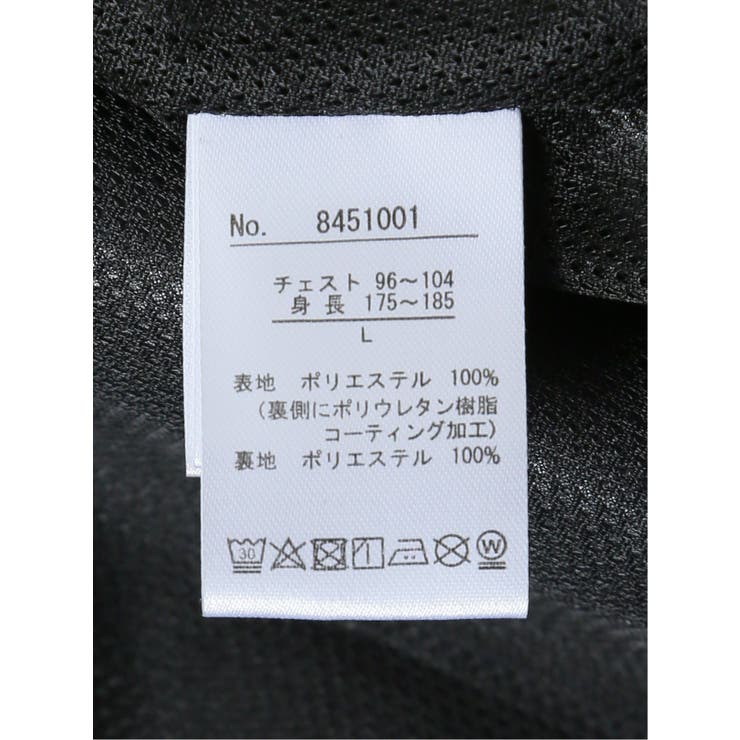 No. 8451001
チェスト 96～104
身長 175～185
L
表地 ポリエステル 100%
(裏側にポリウレタン樹脂
コーティング加工)
裏地 ポリエステル 100%
30
W